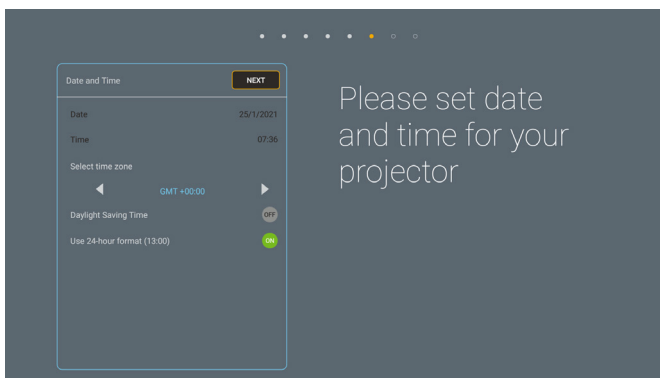 Date and Time
NEXT
Date 25/1/2021
Time 07:36
Select time zone
GMT +00:00
Daylight Saving Time OFF
Use 24-hour format (13:00) ON
Please set date
and time for your
projector